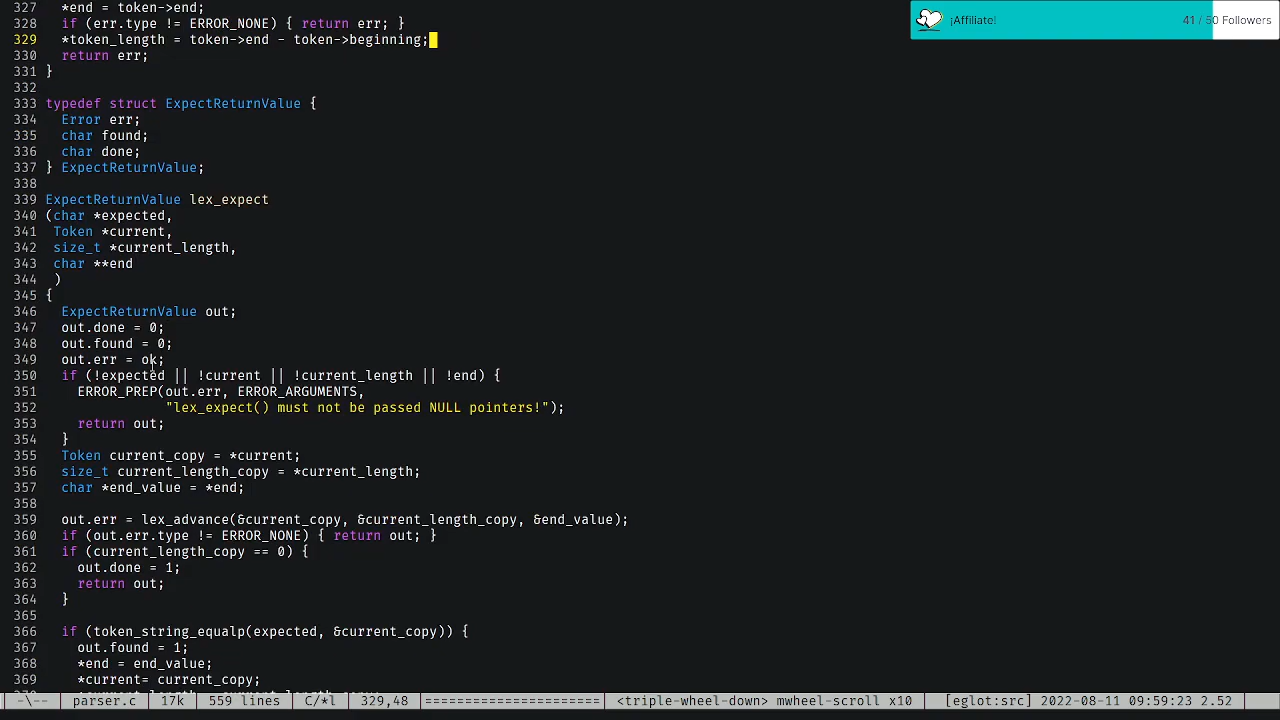 327   *end = token->end;
328   if (err.type != ERROR_NONE) { return err; }
329   *token_length = token->end - token->beginning;
330   return err;
331 }
332
333 typedef struct ExpectReturnValue {
334   Error err;
335   char found;
336   char done;
337 } ExpectReturnValue;
338
339 ExpectReturnValue lex_expect
340 (char *expected,
341  Token *current,
342  size_t *current_length,
343  char **end
344  )
345 {
346   ExpectReturnValue out;
347   out.done = 0;
348   out.found = 0;
349   out.err = ok;
350   if (!expected || !current || !current_length || !end) {
351     ERROR_PREP(out.err, ERROR_ARGUMENTS,
352                "lex_expect() must not be passed NULL pointers!");
353     return out;
354   }
355   Token current_copy = *current;
356   size_t current_length_copy = *current_length;
357   char *end_value = *end;
358
359   out.err = lex_advance(&current_copy, &current_length_copy, &end_value);
360   if (out.err.type != ERROR_NONE) { return out; }
361   if (current_length_copy == 0) {
362     out.done = 1;
363     return out;
364   }
365
366   if (token_string_equalp(expected, &current_copy)) {
367     out.found = 1;
368     *end = end_value;
369     *current= current_copy;
¡Affiliate! 41 / 50 Followers
-\-- parser.c 17k 559 lines C/*l 329,48 ====================== <triple-wheel-down> mwheel-scroll x10 [eglot:src] 2022-08-11 09:59:23 2.52